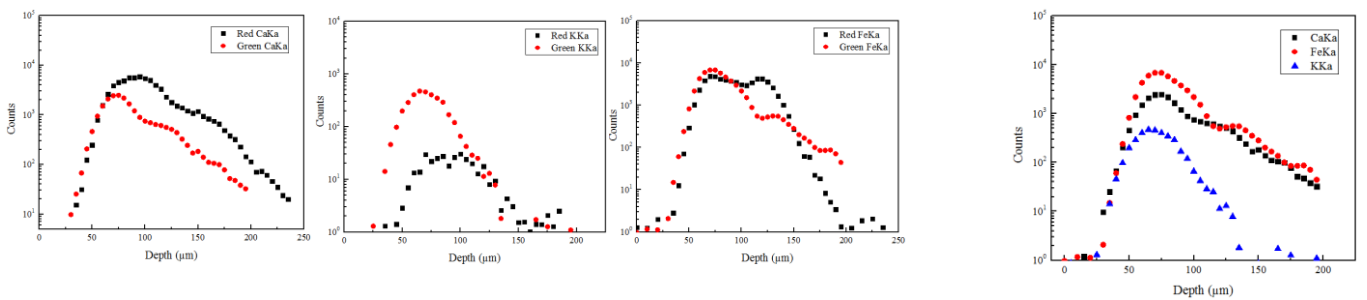 10⁵
10⁴
10³
10²
10¹
Counts
0 50 100 150 200 250
Depth (µm)
Red CaKa
Green CaKa
10⁴
10³
10²
10¹
10⁰
Counts
0 50 100 150 200
Depth (µm)
Red KKa
Green KKa
10⁵
10⁴
10³
10²
10¹
10⁰
Counts
0 50 100 150 200 250
Depth (µm)
Red FeKa
Green FeKa
10⁵
10⁴
10³
10²
10¹
10⁰
Counts
0 50 100 150 200
Depth (µm)
CaKa
FeKa
KKa